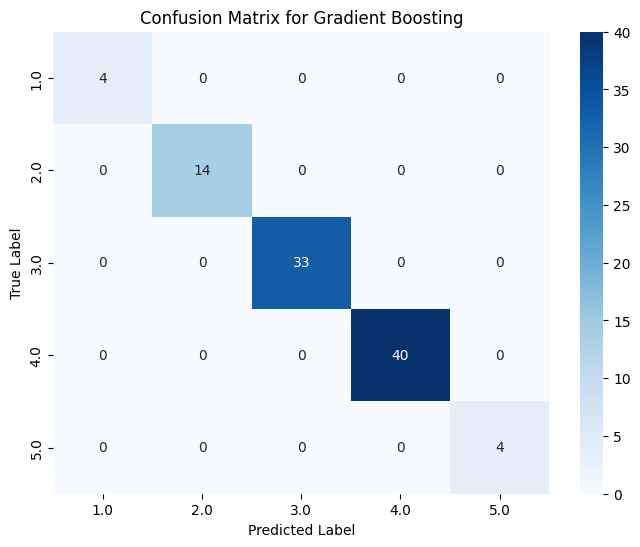 Confusion Matrix for Gradient Boosting
True Label
1.0 4 0 0 0 0
2.0 0 14 0 0 0
3.0 0 0 33 0 0
4.0 0 0 0 40 0
5.0 0 0 0 0 4
1.0 2.0 3.0 4.0 5.0
Predicted Label
40
35
30
25
20
15
10
5
0